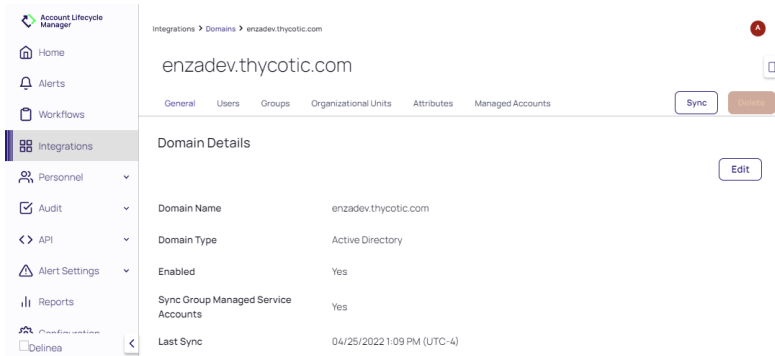 Account Lifecycle
Manager
Integrations > Domains > enzadev.thycotic.com
A
Home
enzadev.thycotic.com
Alerts
General Users Groups Organizational Units Attributes Managed Accounts Sync Delete
Workflows
Integrations
Domain Details
Edit
Personnel
Audit
Domain Name enzadev.thycotic.com
API
Domain Type Active Directory
Alert Settings
Enabled Yes
Reports
Sync Group Managed Service
Accounts Yes
Configuration
Delinea
Last Sync 04/25/2022 1:09 PM (UTC-4)